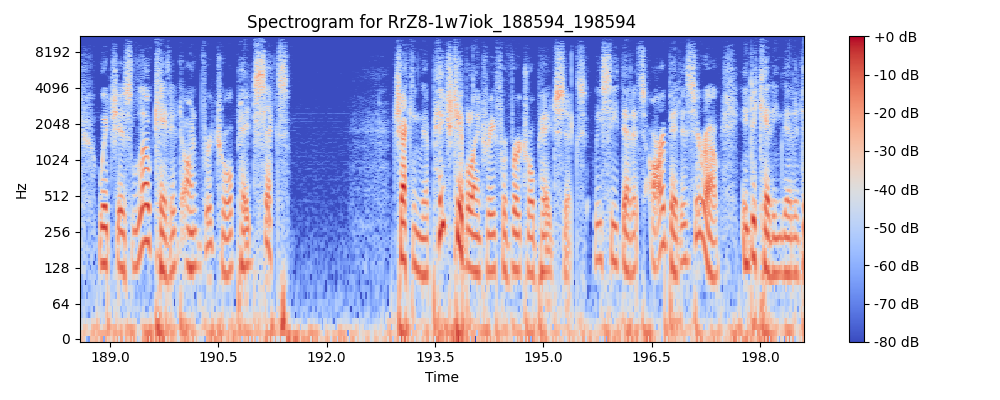 Spectrogram for RrZ8-1w7iok_188594_198594
Hz
8192
4096
2048
1024
512
256
128
64
0
189.0 190.5 192.0 193.5 195.0 196.5 198.0
Time
+0 dB
-10 dB
-20 dB
-30 dB
-40 dB
-50 dB
-60 dB
-70 dB
-80 dB